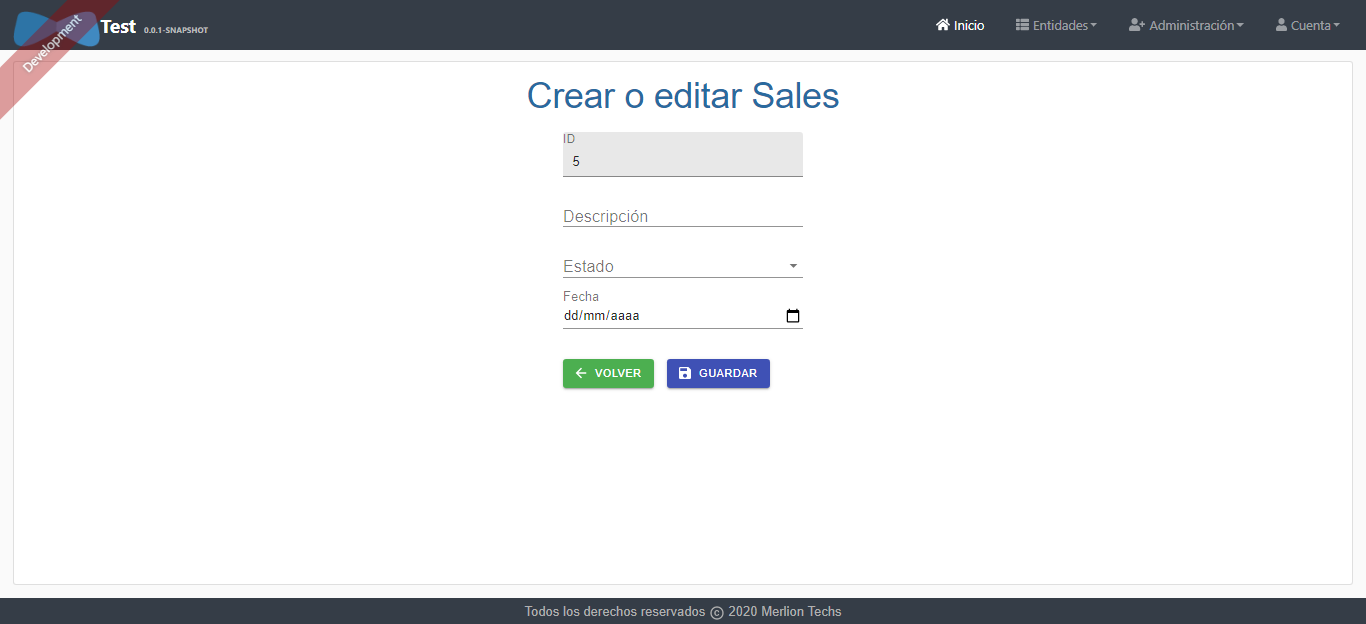 Development
Test 0.0.1-SNAPSHOT Inicio Entidades Administración Cuenta
Crear o editar Sales
ID
5
Descripción
Estado
Fecha
dd/mm/aaaa
VOLVER GUARDAR
Todos los derechos reservados © 2020 Merlion Techs